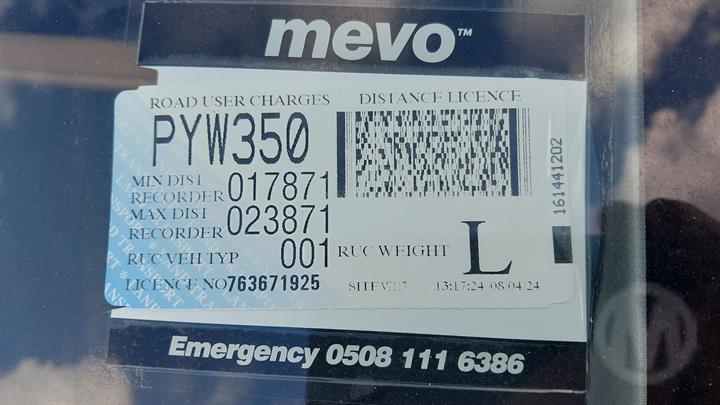 mevo™
ROAD USER CHARGES DISTANCE LICENCE
PYW350
MIN DIST
RECORDER 017871
MAX DIST
RECORDER 023871
RUC VEH TYP 001 RUC WEIGHT L
LICENCE NO 763671925 13:17:24 08.04.24
161441202
Emergency 0508 111 6386